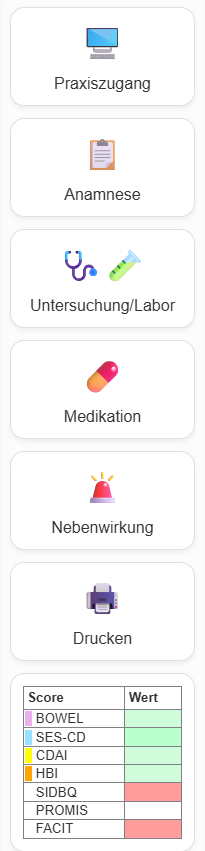 Praxiszugang
Anamnese
Untersuchung/Labor
Medikation
Nebenwirkung
Drucken
Score Wert
BOWEL
SES-CD
CDAI
HBI
SIDBQ
PROMIS
FACIT